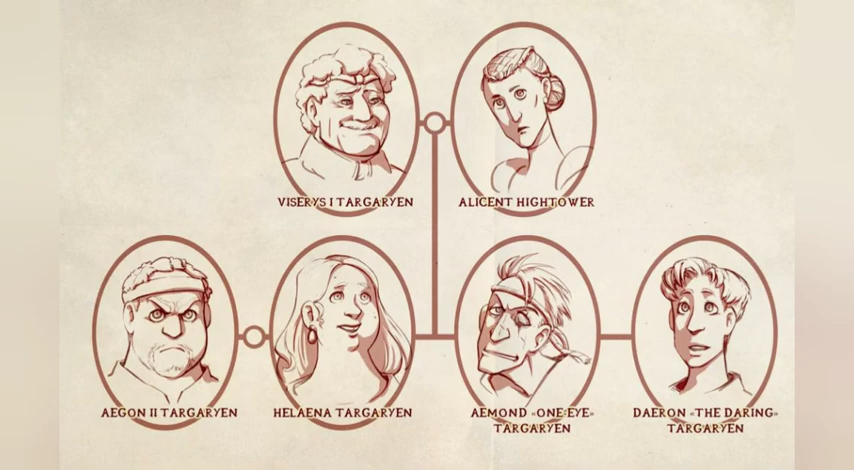 VISERYS I TARGARYEN
ALICENT HIGHTOWER
AEGON II TARGARYEN
HELAENA TARGARYEN
AEMOND «ONE-EYE»
TARGARYEN
DAERON «THE DARING»
TARGARYEN